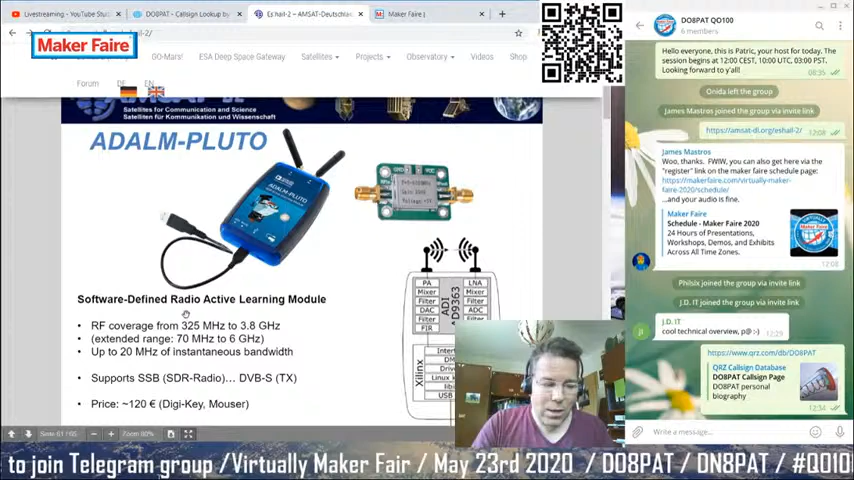 Livestreaming - YouTube Stu
DO8PAT - Callsign Lookup by
Es'hail-2 – AMSAT-Deutschlan
Maker Faire |
hail-2/
Maker Faire
GO-Mars!
ESA Deep Space Gateway
Satellites
Projects
Observatory
Videos
Shop
Forum
DE
EN
Satellites for Communication and Science
Satelliten für Kommunikation und Wissenschaft
ADALM-PLUTO
Software-Defined Radio Active Learning Module
• RF coverage from 325 MHz to 3.8 GHz
• (extended range: 70 MHz to 6 GHz)
• Up to 20 MHz of instantaneous bandwidth
• Supports SSB (SDR-Radio)… DVB-S (TX)
• Price: ~120 € (Digi-Key, Mouser)
PA
Mixer
Filter
DAC
Filter
FIR
ADI
AD9363
LNA
Mixer
Filter
ADC
Xilinx
USB
DO8PAT QO100
6 members
Hello everyone, this is Patric, your host for today. The
session begins at 12:00 CEST, 10:00 UTC, 03:00 PST.
Looking forward to y'all!
08:35
Onida left the group
James Mastros joined the group via invite link
https://amsat-dl.org/eshail-2/
12:08
James Mastros
Woo, thanks. FWIW, you can also get here via the
"register" link on the maker faire schedule page:
https://makerfaire.com/virtually-maker-
faire-2020/schedule/
...and your audio is fine.
Maker Faire
Schedule - Maker Faire 2020
24 Hours of Presentations,
Workshops, Demos, and Exhibits
Across All Time Zones.
12:08
Philsix joined the group via invite link
J.D. IT joined the group via invite link
J.D. IT
cool technical overview, p@:-)
12:29
https://www.qrz.com/db/DO8PAT
QRZ Callsign Database
DO8PAT Callsign Page
DO8PAT personal
biography
12:34
Write a message...
to join Telegram group /Virtually Maker Fair / May 23rd 2020 / DO8PAT / DN8PAT / #QO10